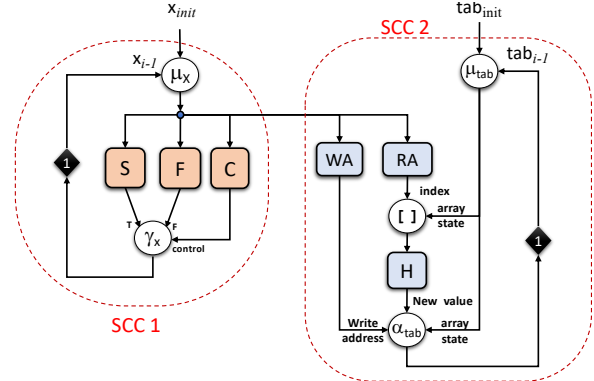 x_init
tab_init
SCC 2
x_i-1
tab_i-1
μ_x
μ_tab
S
F
C
WA
RA
1
index
[ ]
array
state
1
T
F
γ_x
control
H
New value
Write
address
α_tab
array
state
SCC 1